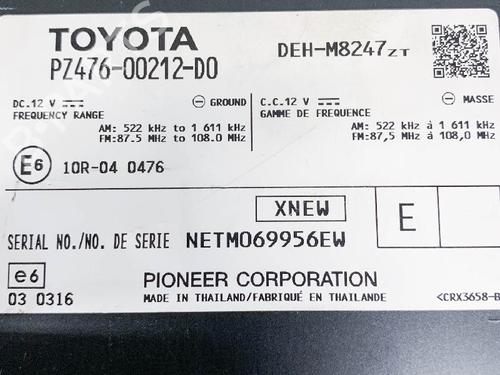 TOYOTA
DEH-M8247ZT
PZ476-00212-D0
DC.12 V
GROUND
C.C.12 V
MASSE
FREQUENCY RANGE
GAMME DE FREQUENCE
AM: 522 kHz to 1 611 kHz
FM:87.5 MHz to 108.0 MHz
AM: 522 kHz à 1 611 kHz
FM:87,5 MHz à 108,0 MHz
E6
10R-04 0476
XNEW
E
SERIAL NO./NO. DE SERIE
NETM069956EW
e6
03 0316
PIONEER CORPORATION
MADE IN THAILAND/FABRIQUÉ EN THAILANDE
<CRX3658-B